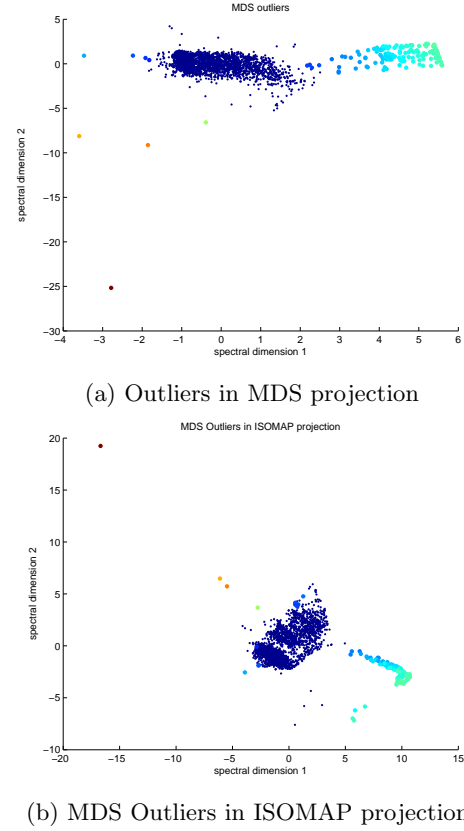 MDS outliers
5
0
−5
−10
−15
−20
−25
−30
spectral dimension 2
−4 −3 −2 −1 0 1 2 3 4 5 6
spectral dimension 1
(a) Outliers in MDS projection
MDS Outliers in ISOMAP projection
20
15
10
5
0
−5
−10
spectral dimension 2
−20 −15 −10 −5 0 5 10 15
spectral dimension 1
(b) MDS Outliers in ISOMAP projection